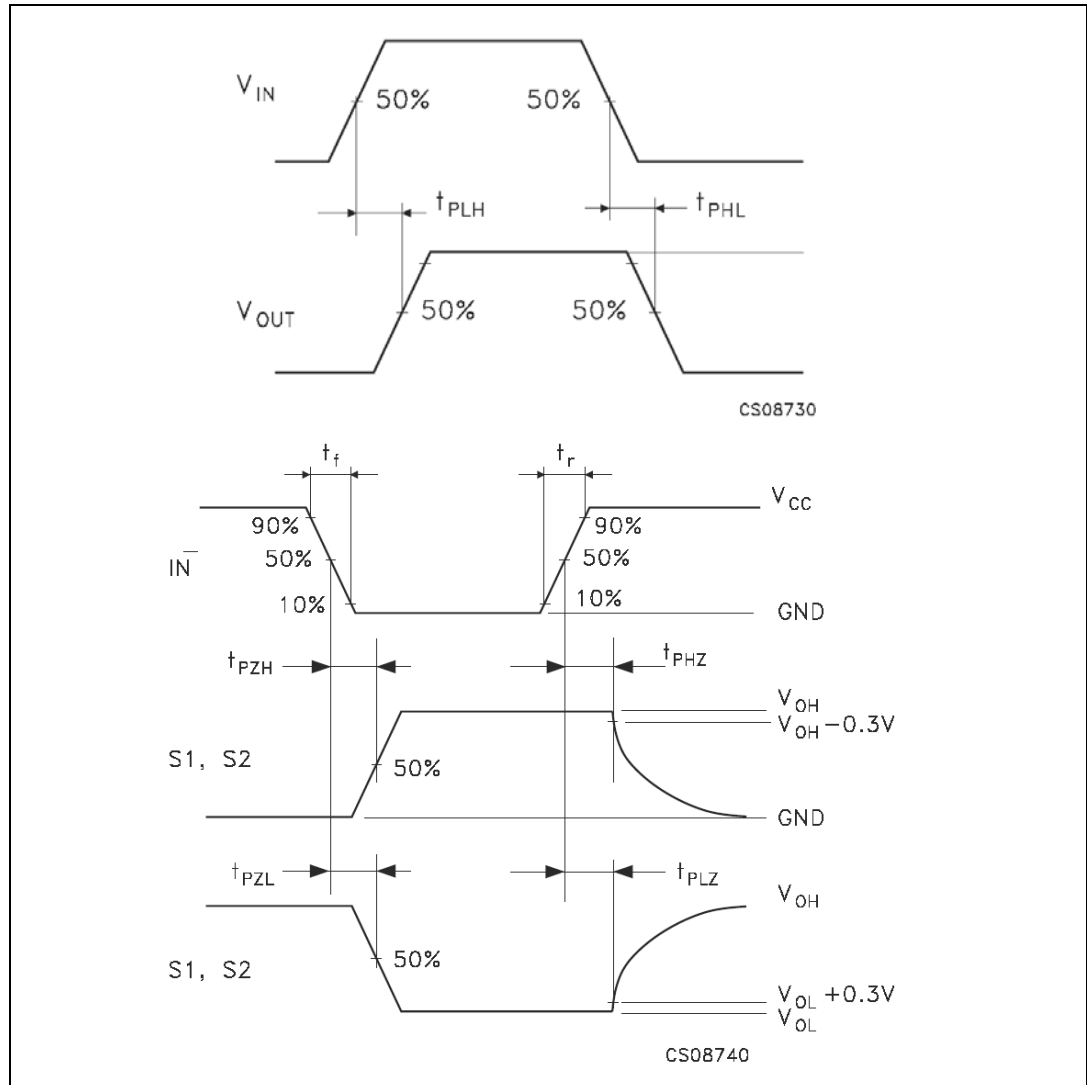 V_IN 50% 50%
t_PLH t_PHL
V_OUT 50% 50%
CS08730
t_f t_r
V_CC
90% 90%
IN‾ 50% 50%
10% 10%
GND
t_PZH t_PHZ
V_OH
V_OH−0.3V
S1, S2 50%
GND
t_PZL t_PLZ
V_OH
50%
S1, S2
V_OL+0.3V
V_OL
CS08740